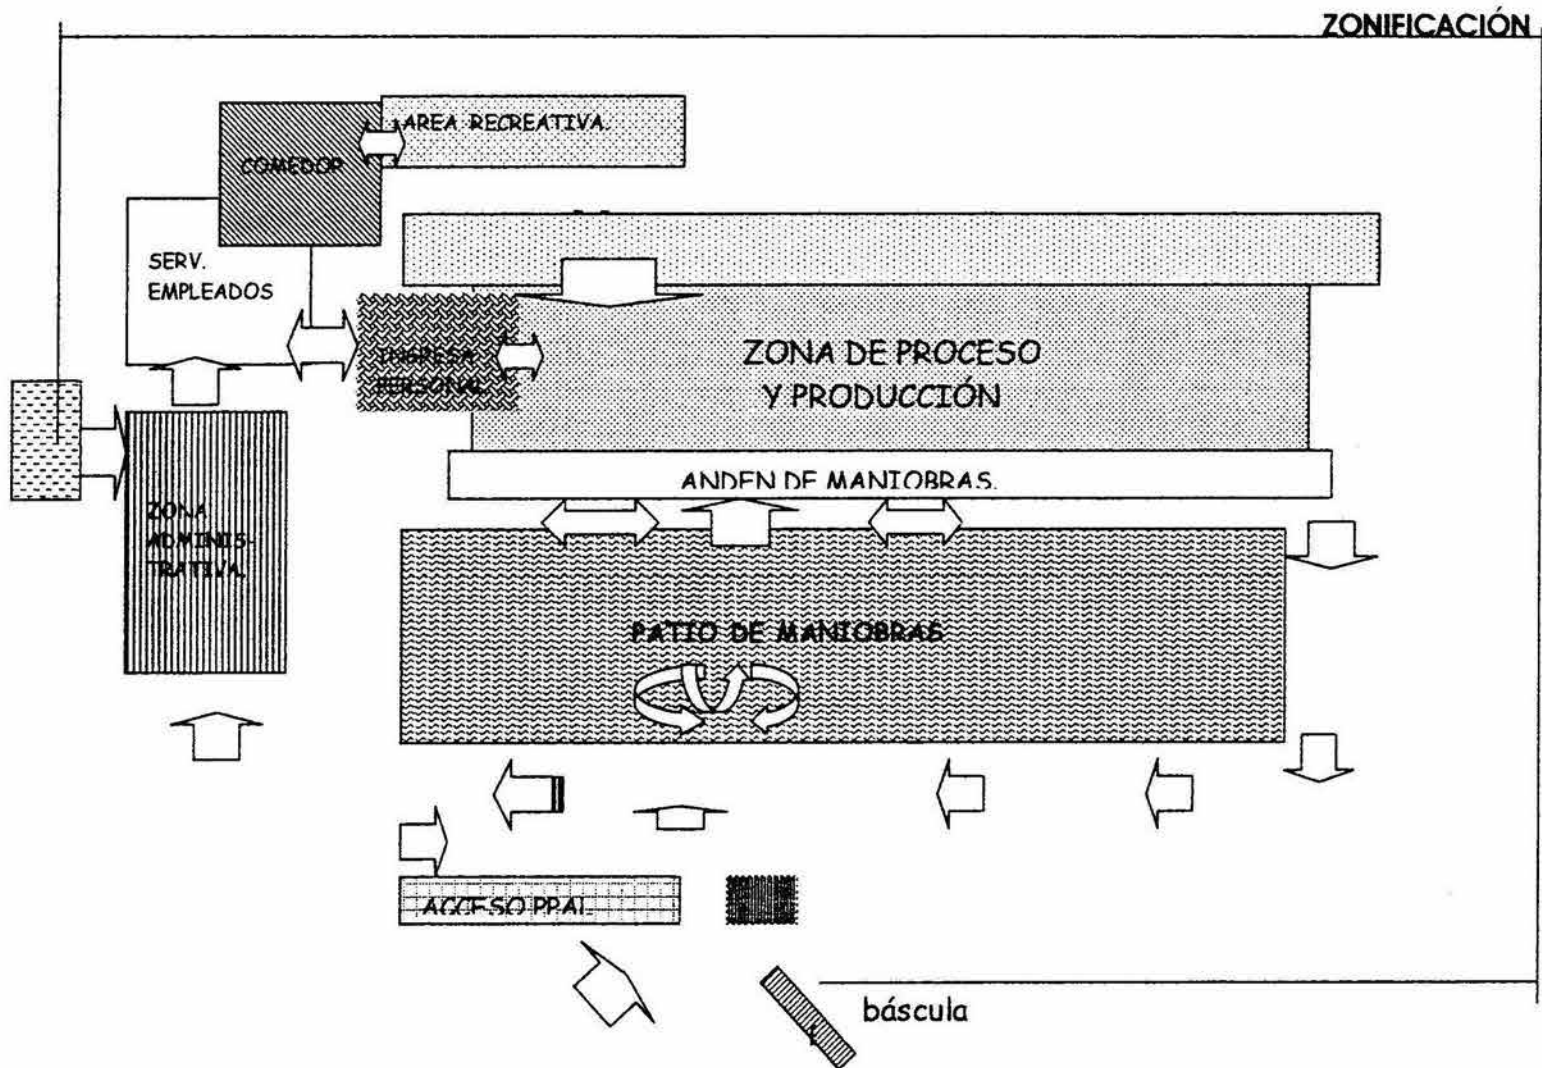 ZONIFICACIÓN
AREA RECREATIVA.
COMEDOR
SERV.
EMPLEADOS
INGRESA
PERSONAL
ZONA DE PROCESO
Y PRODUCCIÓN
ANDEN DE MANIOBRAS.
ZONA
ADMINIS-
TRATIVA.
PATIO DE MANIOBRAS
ACCESO PPAL.
báscula